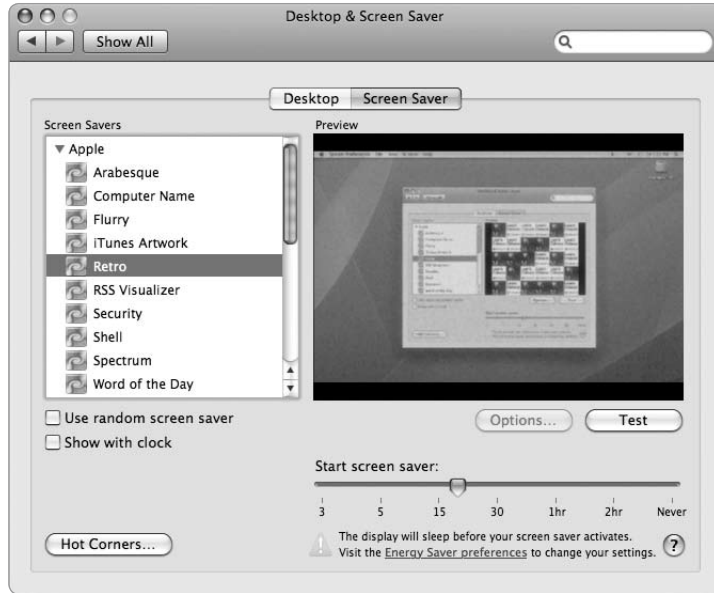 Desktop & Screen Saver
Show All
Desktop Screen Saver
Screen Savers
Preview
Apple
Arabesque
Computer Name
Flurry
iTunes Artwork
Retro
RSS Visualizer
Security
Shell
Spectrum
Word of the Day
Use random screen saver
Show with clock
Options... Test
Start screen saver:
3 5 15 30 1hr 2hr Never
Hot Corners...
The display will sleep before your screen saver activates.
Visit the Energy Saver preferences to change your settings. ?